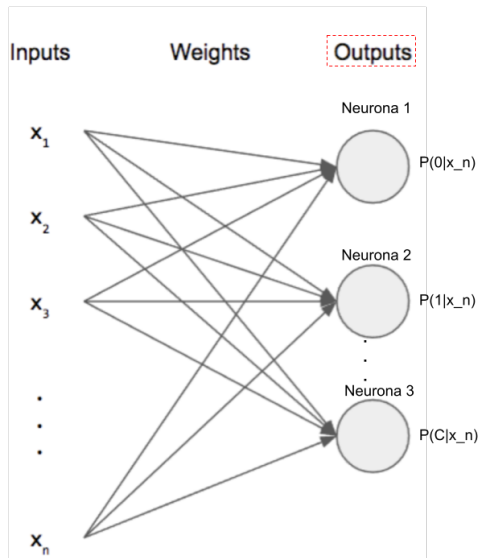 Inputs Weights Outputs
Neurona 1
x1
P(0|x_n)
x2
Neurona 2
x3
P(1|x_n)
Neurona 3
P(C|x_n)
xn